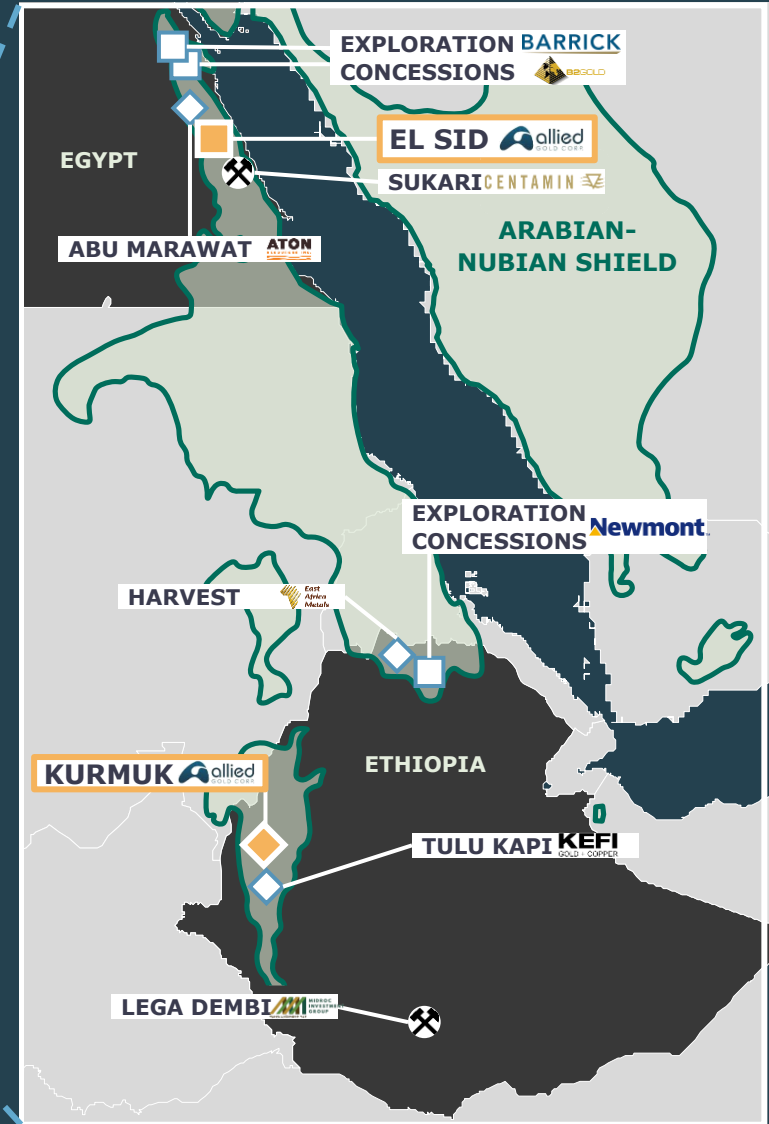 EXPLORATION BARRICK
CONCESSIONS B2GOLD
EL SID allied
GOLD CORP
EGYPT
SUKARI CENTAMIN
ABU MARAWAT ATON
ARABIAN-
NUBIAN SHIELD
EXPLORATION
CONCESSIONS Newmont
HARVEST East
Africa
Metals
ETHIOPIA
KURMUK allied
GOLD CORP
TULU KAPI KEFI
GOLD + COPPER
LEGA DEMBI MIDROC
INVESTMENT
GROUP